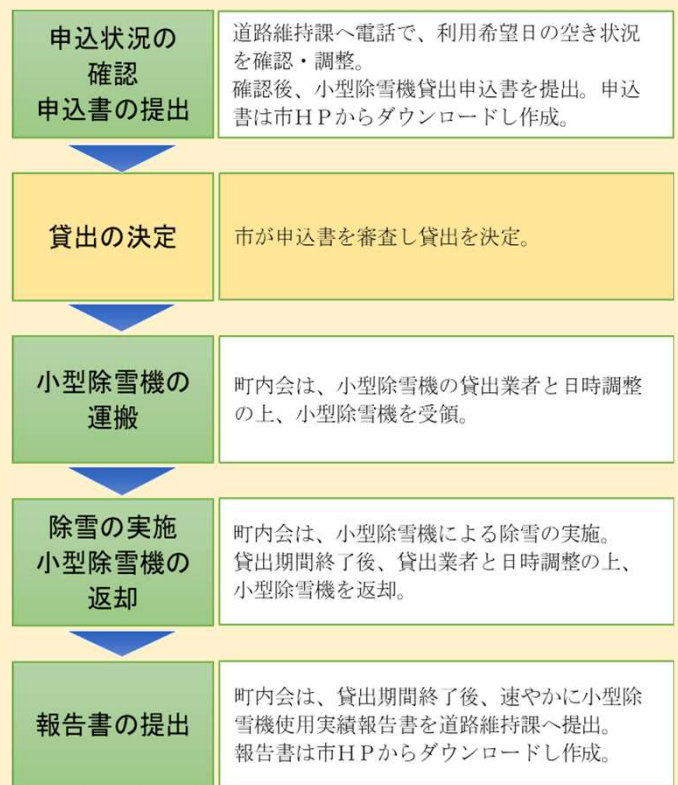 申込状況の
確認
申込書の提出
道路維持課へ電話で、利用希望日の空き状況
を確認・調整。
確認後、小型除雪機貸出申込書を提出。申込
書は市ＨＰからダウンロードし作成。
貸出の決定
市が申込書を審査し貸出を決定。
小型除雪機の
運搬
町内会は、小型除雪機の貸出業者と日時調整
の上、小型除雪機を受領。
除雪の実施
小型除雪機の
返却
町内会は、小型除雪機による除雪の実施。
貸出期間終了後、貸出業者と日時調整の上、
小型除雪機を返却。
報告書の提出
町内会は、貸出期間終了後、速やかに小型除
雪機使用実績報告書を道路維持課へ提出。
報告書は市ＨＰからダウンロードし作成。